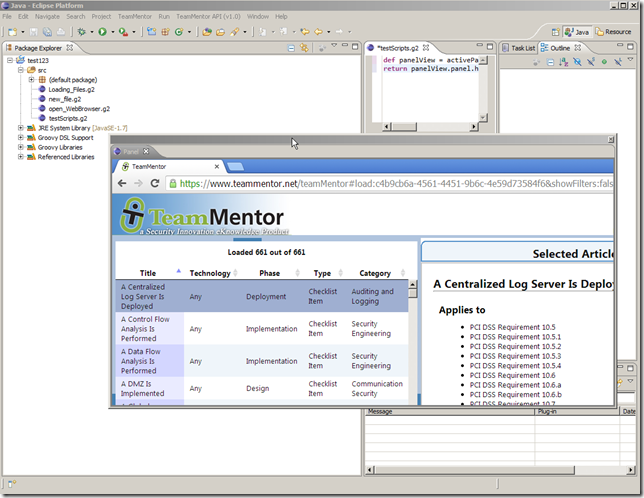 Java - Eclipse Platform
File Edit Navigate Search Project TeamMentor Run TeamMentor API (v1.0) Window Help
Java Resource
Package Explorer
test123
src
(default package)
Loading_Files.g2
new_file.g2
open_WebBrowser.g2
testScripts.g2
JRE System Library [JavaSE-1.7]
Groovy DSL Support
Groovy Libraries
Referenced Libraries
*testScripts.g2
def panelView = activePa
return panelView.panel.h
Task List Outline
Panel
TeamMentor
https://www.teammentor.net/teamMentor#load:c4b9cb6a-4561-4451-9b6c-4e59d73584f6&showFilters:fals
TeamMentor
a Security Innovation eKnowledge Product
Loaded 661 out of 661
Title Technology Phase Type Category
A Centralized Log Server Is Deployed Any Deployment Checklist Item Auditing and Logging
A Control Flow Analysis Is Performed Any Implementation Checklist Item Security Engineering
A Data Flow Analysis Is Performed Any Implementation Checklist Item Security Engineering
A DMZ Is Implemented Any Design Checklist Item Communication Security
Selected Article
A Centralized Log Server Is Deploy
Applies to
PCI DSS Requirement 10.5
PCI DSS Requirement 10.5.1
PCI DSS Requirement 10.5.2
PCI DSS Requirement 10.5.3
PCI DSS Requirement 10.5.4
PCI DSS Requirement 10.6
PCI DSS Requirement 10.6.a
PCI DSS Requirement 10.6.b
PCI DSS Requirement 10.7
Message Plug-in Date